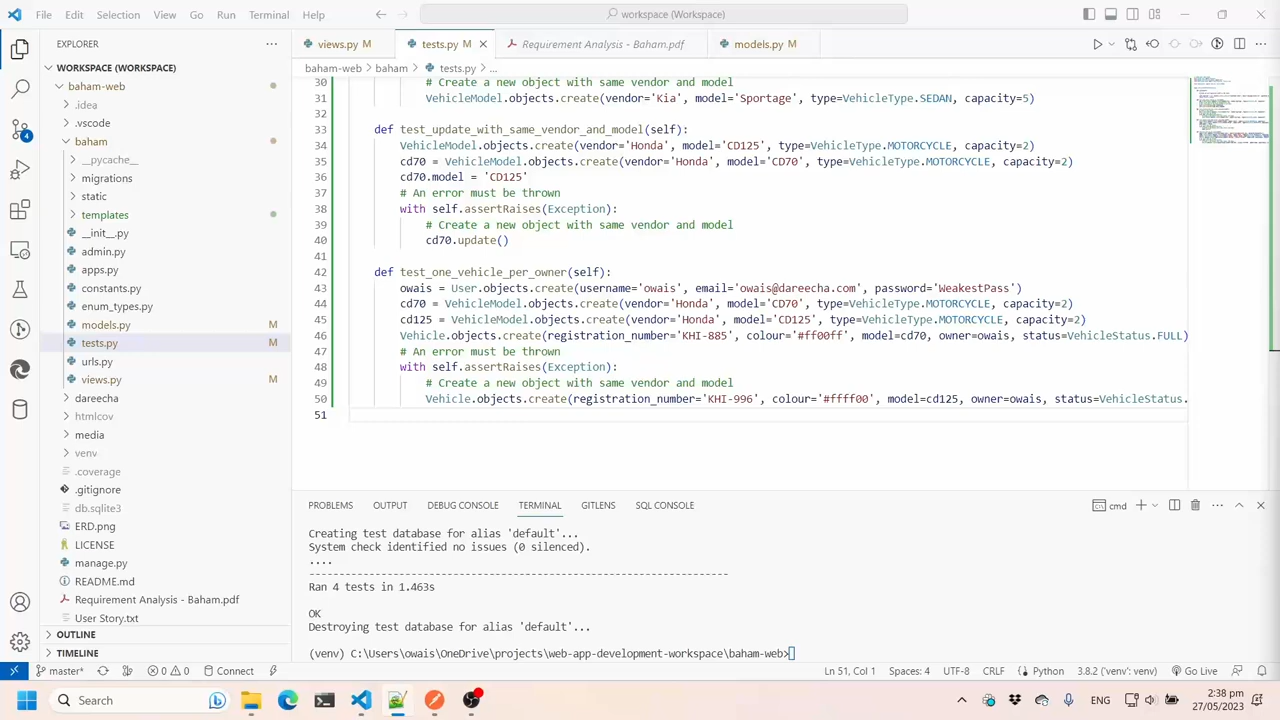 File Edit Selection View Go Run Terminal Help
workspace (Workspace)
EXPLORER
WORKSPACE (WORKSPACE)
baham-web
.idea
.vscode
baham
__pycache__
migrations
static
templates
__init__.py
admin.py
apps.py
constants.py
enum_types.py
models.py M
tests.py M
urls.py
views.py M
dareecha
htmlcov
media
venv
.coverage
.gitignore
db.sqlite3
ERD.png
LICENSE
manage.py
README.md
Requirement Analysis - Baham.pdf
User Story.txt
OUTLINE
TIMELINE
4
views.py M
tests.py M
Requirement Analysis - Baham.pdf
models.py M
baham-web > baham > tests.py > ...
30 # Create a new object with same vendor and model
31 VehicleModel.objects.create(vendor='Kia', model='Sportage', type=VehicleType.SEDAN, capacity=5)
32
33 def test_update_with_same_vendor_and_model(self):
34 VehicleModel.objects.create(vendor='Honda', model='CD125', type=VehicleType.MOTORCYCLE, capacity=2)
35 cd70 = VehicleModel.objects.create(vendor='Honda', model='CD70', type=VehicleType.MOTORCYCLE, capacity=2)
36 cd70.model = 'CD125'
37 # An error must be thrown
38 with self.assertRaises(Exception):
39 # Create a new object with same vendor and model
40 cd70.update()
41
42 def test_one_vehicle_per_owner(self):
43 owais = User.objects.create(username='owais', email='owais@dareecha.com', password='WeakestPass')
44 cd70 = VehicleModel.objects.create(vendor='Honda', model='CD70', type=VehicleType.MOTORCYCLE, capacity=2)
45 cd125 = VehicleModel.objects.create(vendor='Honda', model='CD125', type=VehicleType.MOTORCYCLE, capacity=2)
46 Vehicle.objects.create(registration_number='KHI-885', colour='#ff00ff', model=cd70, owner=owais, status=VehicleStatus.FULL)
47 # An error must be thrown
48 with self.assertRaises(Exception):
49 # Create a new object with same vendor and model
50 Vehicle.objects.create(registration_number='KHI-996', colour='#ffff00', model=cd125, owner=owais, status=VehicleStatus.
51
PROBLEMS OUTPUT DEBUG CONSOLE TERMINAL GITLENS SQL CONSOLE
cmd
Creating test database for alias 'default'...
System check identified no issues (0 silenced).
....
----------------------------------------------------------------------
Ran 4 tests in 1.463s
OK
Destroying test database for alias 'default'...
(venv) C:\Users\owais\OneDrive\projects\web-app-development-workspace\baham-web>
master* 0 0 Connect Ln 51, Col 1 Spaces: 4 UTF-8 CRLF Python 3.8.2 ('venv': venv) Go Live
Search
ENG
2:38 pm
27/05/2023